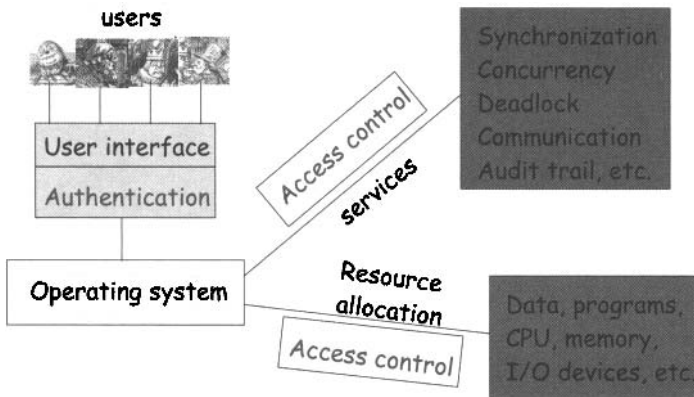 users
User interface
Authentication
Operating system
Access control
services
Synchronization
Concurrency
Deadlock
Communication
Audit trail, etc.
Resource
allocation
Access control
Data, programs,
CPU, memory,
I/O devices, etc.